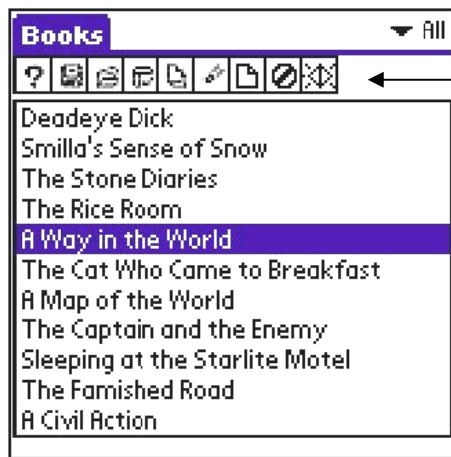 Books
All
?
Deadeye Dick
Smilla's Sense of Snow
The Stone Diaries
The Rice Room
A Way in the World
The Cat Who Came to Breakfast
A Map of the World
The Captain and the Enemy
Sleeping at the Starlite Motel
The Famished Road
A Civil Action